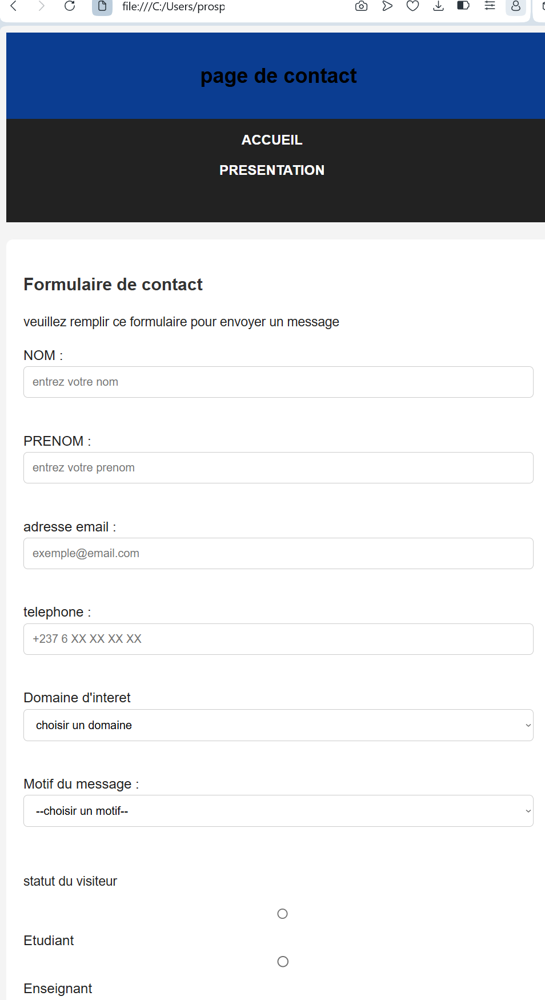 file:///C:/Users/prosp
page de contact
ACCUEIL
PRESENTATION
Formulaire de contact
veuillez remplir ce formulaire pour envoyer un message
NOM :
entrez votre nom
PRENOM :
entrez votre prenom
adresse email :
exemple@email.com
telephone :
+237 6 XX XX XX XX
Domaine d'interet
choisir un domaine
Motif du message :
--choisir un motif--
statut du visiteur
Etudiant
Enseignant